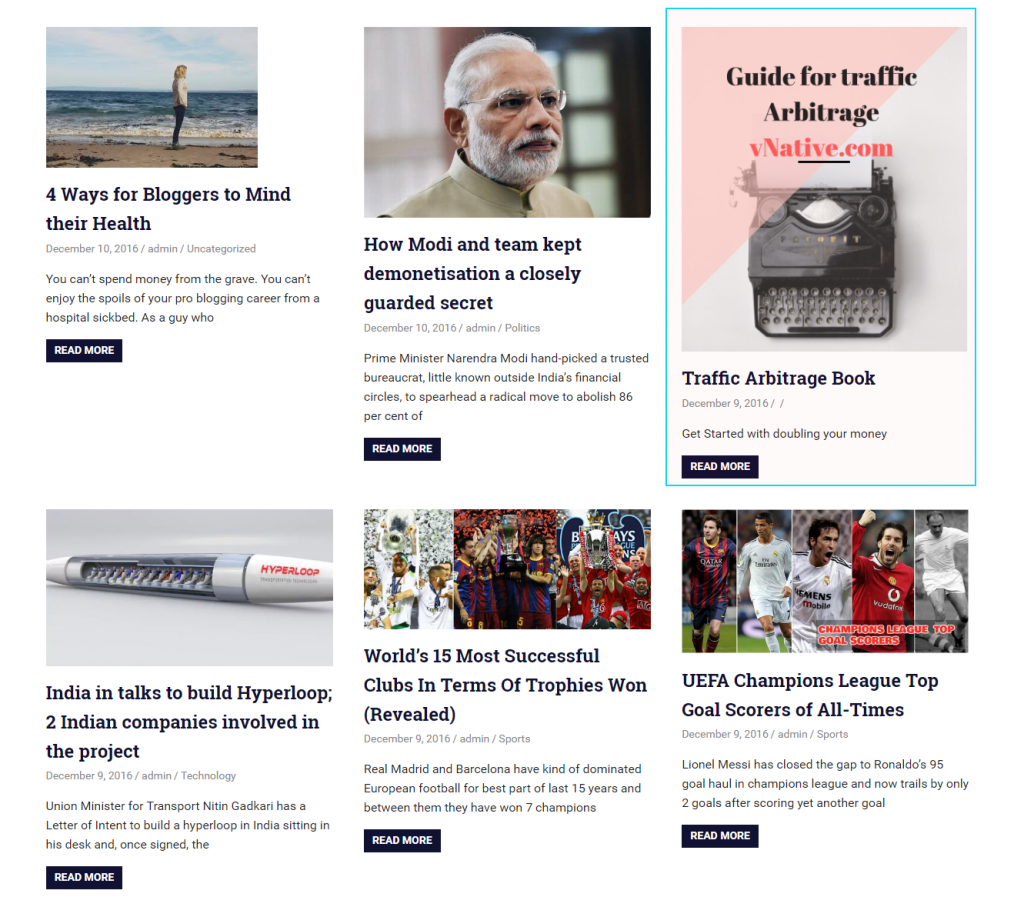 4 Ways for Bloggers to Mind
their Health
December 10, 2016 / admin / Uncategorized
You can’t spend money from the grave. You can’t
enjoy the spoils of your pro blogging career from a
hospital sickbed. As a guy who
READ MORE
How Modi and team kept
demonetisation a closely
guarded secret
December 10, 2016 / admin / Politics
Prime Minister Narendra Modi hand-picked a trusted
bureaucrat, little known outside India’s financial
circles, to spearhead a radical move to abolish 86
per cent of
READ MORE
Guide for traffic
Arbitrage
vNative.com
Traffic Arbitrage Book
December 9, 2016 / /
Get Started with doubling your money
READ MORE
HYPERLOOP
India in talks to build Hyperloop;
2 Indian companies involved in
the project
December 9, 2016 / admin / Technology
Union Minister for Transport Nitin Gadkari has a
Letter of Intent to build a hyperloop in India sitting in
his desk and, once signed, the
READ MORE
World’s 15 Most Successful
Clubs In Terms Of Trophies Won
(Revealed)
December 9, 2016 / admin / Sports
Real Madrid and Barcelona have kind of dominated
European football for best part of last 15 years and
between them they have won 7 champions
READ MORE
QATAR
SIEMENS
mobile
vodafone
CHAMPIONS LEAGUE TOP
GOAL SCORERS
UEFA Champions League Top
Goal Scorers of All-Times
December 9, 2016 / admin / Sports
Lionel Messi has closed the gap to Ronaldo’s 95
goal haul in champions league and now trails by only
2 goals after scoring yet another goal
READ MORE